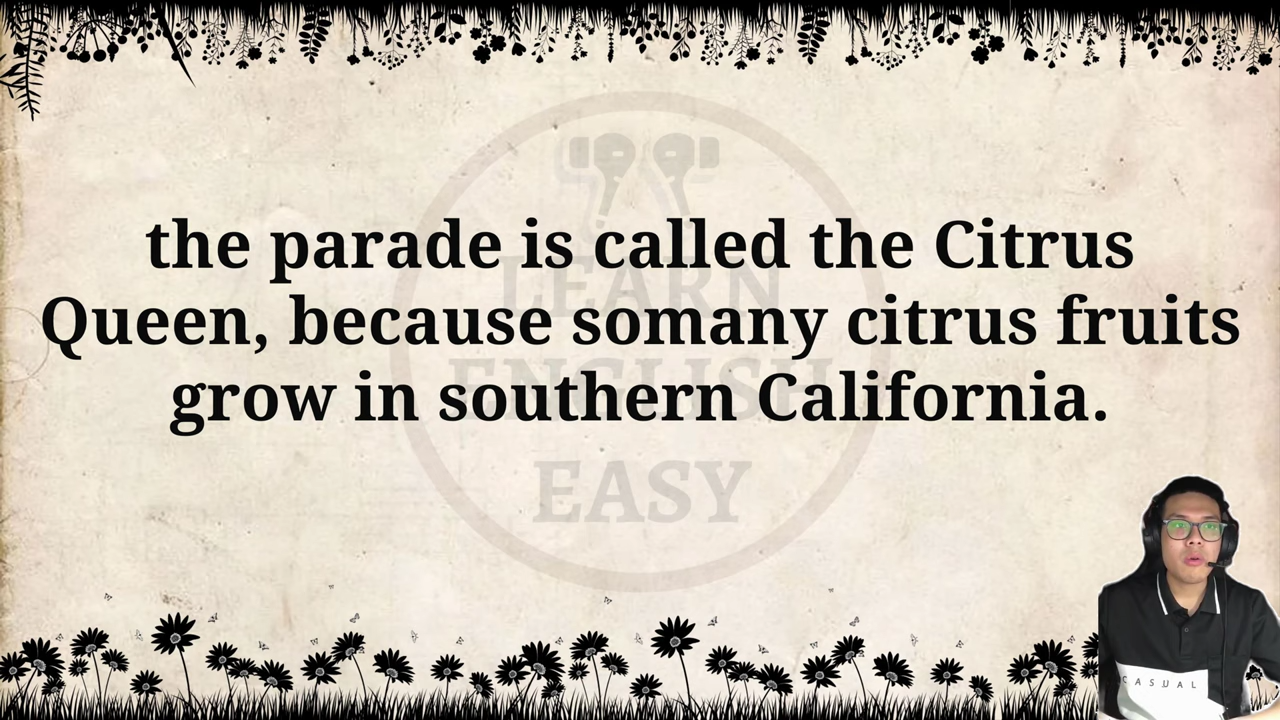 the parade is called the Citrus
Queen, because somany citrus fruits
grow in southern California.
LEARN
ENGLISH
EASY
CASUAL